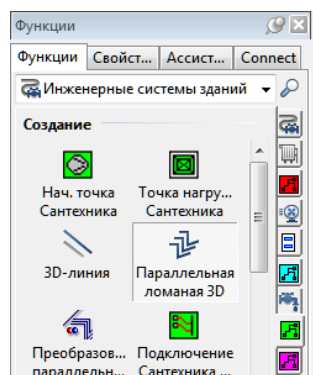 Функции
Функции Свойст... Ассист... Connect
Инженерные системы зданий
Создание
Нач. точка Точка нагру...
Сантехника Сантехника
3D-линия Параллельная
ломаная 3D
Преобразов... Подключение
параллельн... Сантехника ...